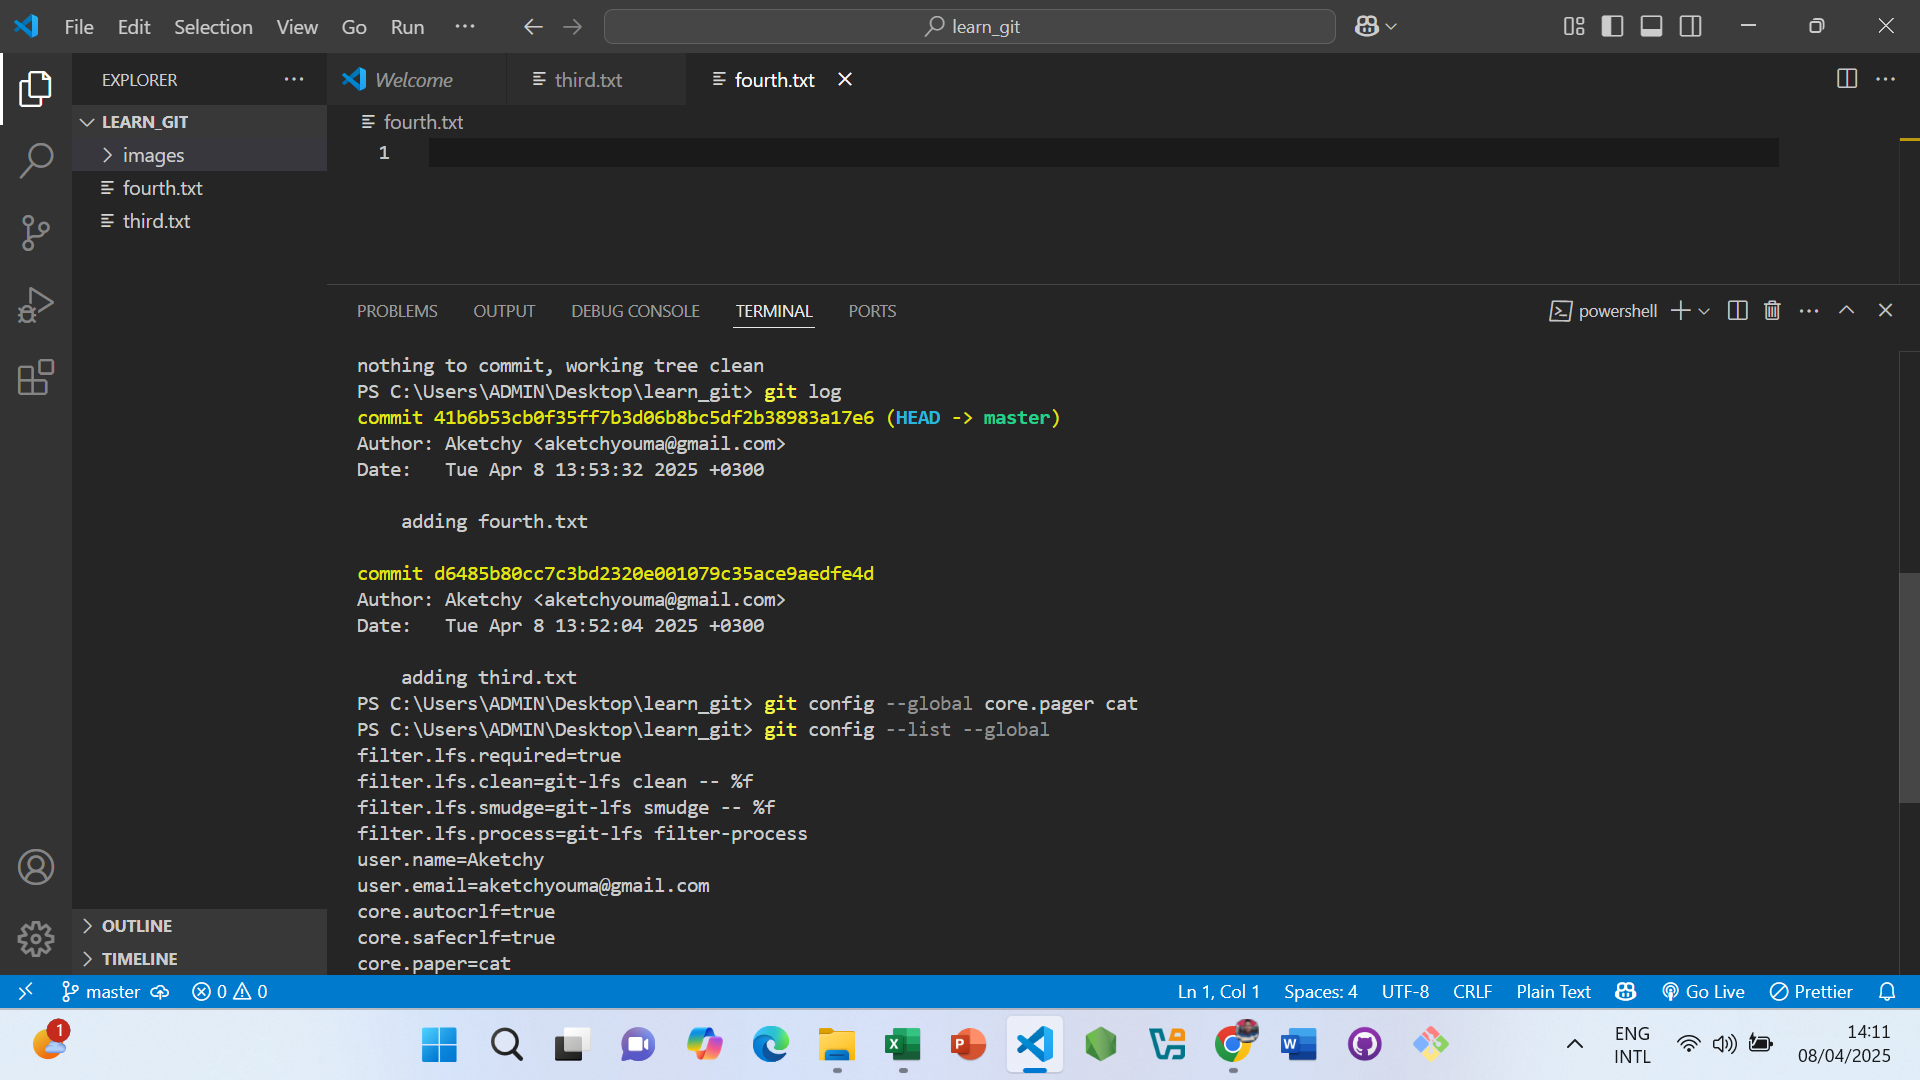 File Edit Selection View Go Run ···
learn_git
EXPLORER ···
Welcome third.txt fourth.txt
LEARN_GIT
fourth.txt
images
1
fourth.txt
third.txt
PROBLEMS OUTPUT DEBUG CONSOLE TERMINAL PORTS
powershell
nothing to commit, working tree clean
PS C:\Users\ADMIN\Desktop\learn_git> git log
commit 41b6b53cb0f35ff7b3d06b8bc5df2b38983a17e6 (HEAD -> master)
Author: Aketchy <aketchyouma@gmail.com>
Date:   Tue Apr 8 13:53:32 2025 +0300
    adding fourth.txt
commit d6485b80cc7c3bd2320e001079c35ace9aedfe4d
Author: Aketchy <aketchyouma@gmail.com>
Date:   Tue Apr 8 13:52:04 2025 +0300
    adding third.txt
PS C:\Users\ADMIN\Desktop\learn_git> git config --global core.pager cat
PS C:\Users\ADMIN\Desktop\learn_git> git config --list --global
filter.lfs.required=true
filter.lfs.clean=git-lfs clean -- %f
filter.lfs.smudge=git-lfs smudge -- %f
filter.lfs.process=git-lfs filter-process
user.name=Aketchy
user.email=aketchyouma@gmail.com
core.autocrlf=true
core.safecrlf=true
core.paper=cat
OUTLINE
TIMELINE
master 0 0
Ln 1, Col 1 Spaces: 4 UTF-8 CRLF Plain Text Go Live Prettier
1
ENG
INTL
14:11
08/04/2025